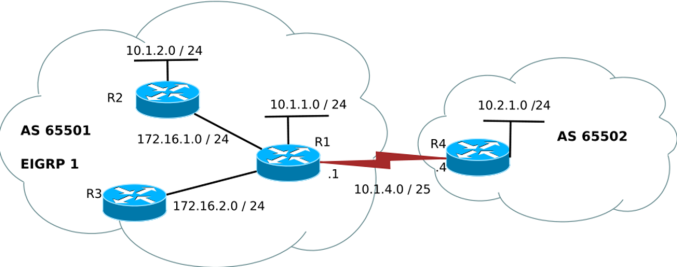 10.1.2.0 / 24
R2
10.1.1.0 / 24
10.2.1.0 /24
AS 65501
172.16.1.0 / 24
R1
R4
AS 65502
EIGRP 1
.1
.4
R3
10.1.4.0 / 25
172.16.2.0 / 24